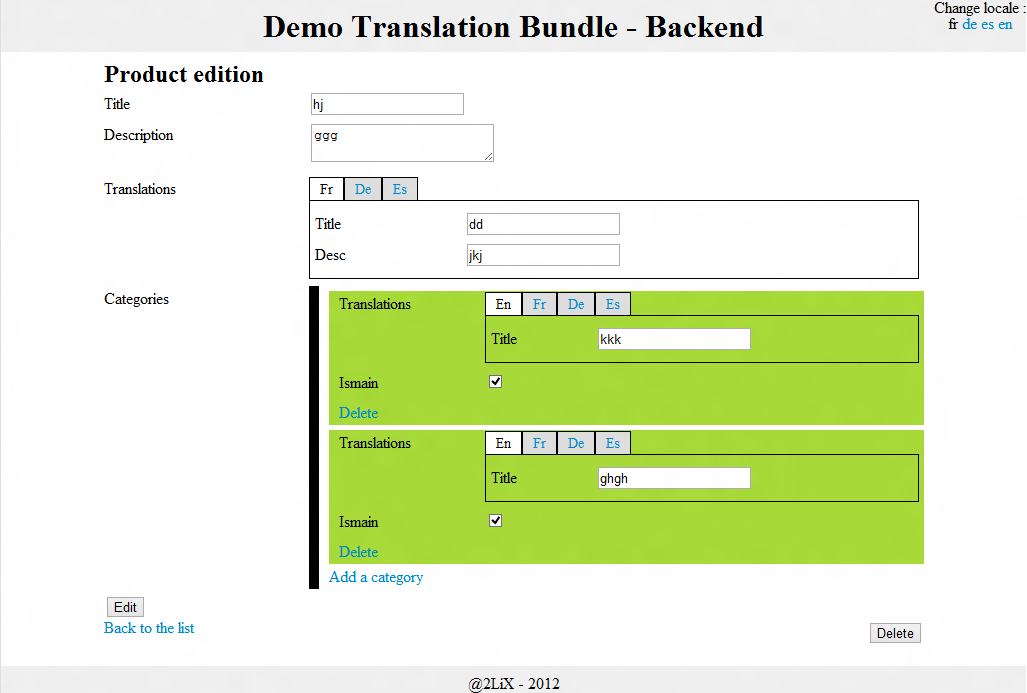 Change locale :
Demo Translation Bundle - Backend
fr de es en
Product edition
Title hj
Description ggg
Translations Fr De Es
Title dd
Desc jkj
Categories
Translations En Fr De Es
Title kkk
Ismain
Delete
Translations En Fr De Es
Title ghgh
Ismain
Delete
Add a category
Edit
Back to the list
Delete
@2LiX - 2012